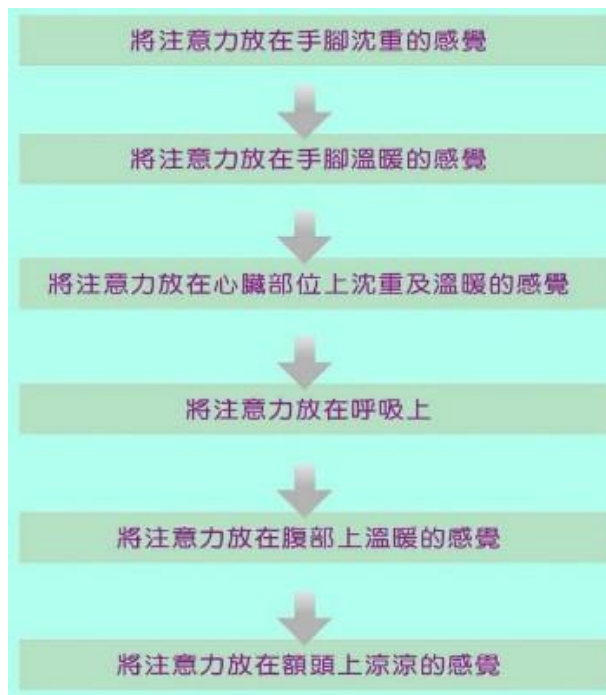 將注意力放在手腳沈重的感覺
將注意力放在手腳溫暖的感覺
將注意力放在心臟部位上沈重及溫暖的感覺
將注意力放在呼吸上
將注意力放在腹部上溫暖的感覺
將注意力放在額頭上涼涼的感覺